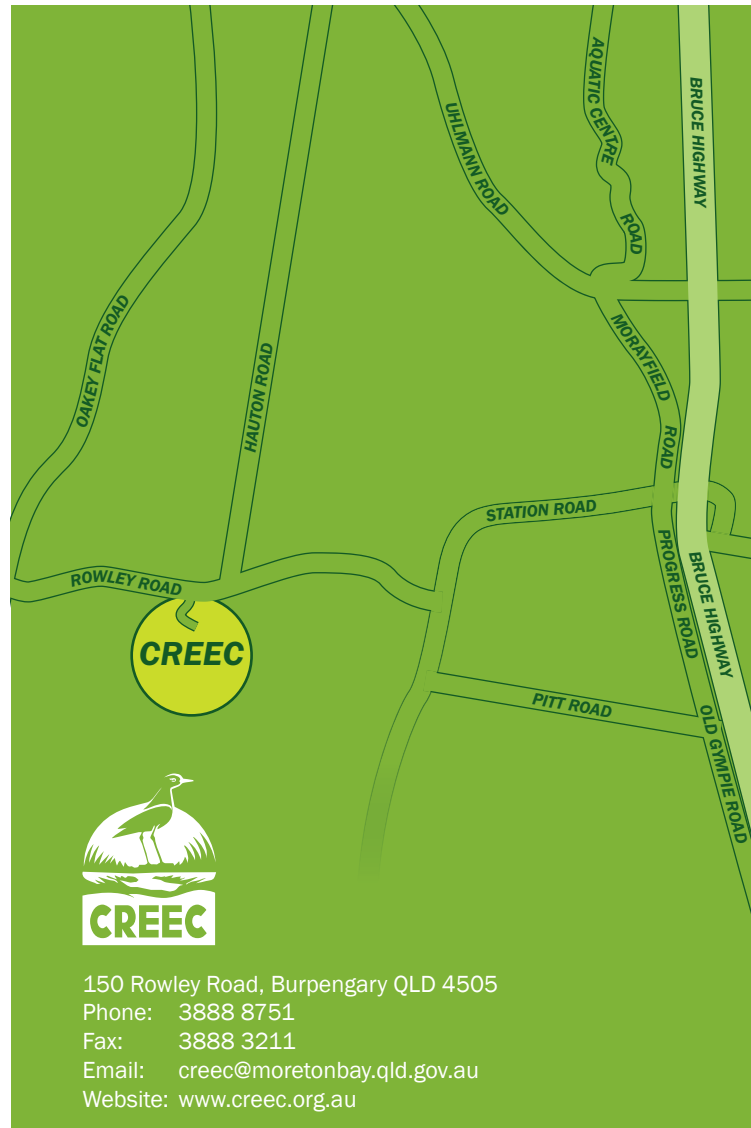 AQUATIC CENTRE
ROAD
BRUCE HIGHWAY
UHLMANN ROAD
OAKEY FLAT ROAD
HAUTON ROAD
MORAYFIELD
ROAD
STATION ROAD
PROGRESS ROAD
BRUCE HIGHWAY
ROWLEY ROAD
CREEC
PITT ROAD
OLD GYMPIE ROAD
CREEC
150 Rowley Road, Burpengary QLD 4505
Phone: 3888 8751
Fax: 3888 3211
Email: creec@moretonbay.qld.gov.au
Website: www.creec.org.au